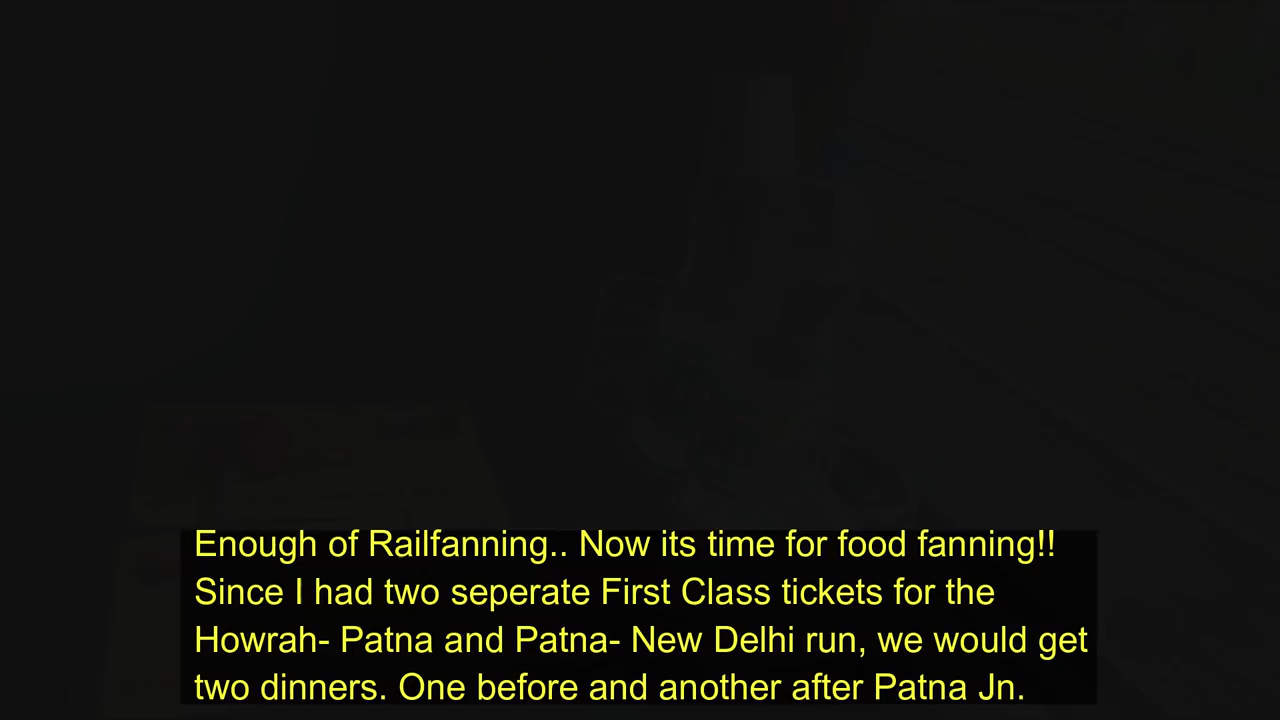 Enough of Railfanning.. Now its time for food fanning!!
Since I had two seperate First Class tickets for the
Howrah- Patna and Patna- New Delhi run, we would get
two dinners. One before and another after Patna Jn.